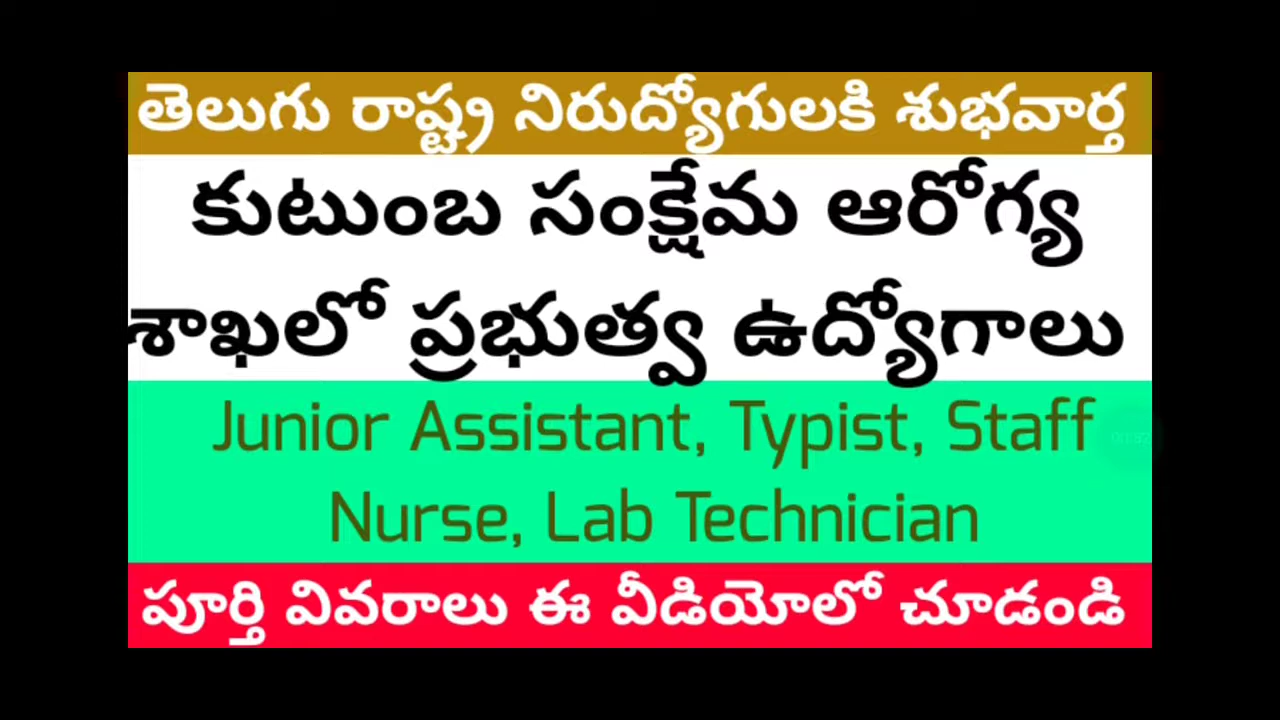 తెలుగు రాష్ట్ర నిరుద్యోగులకి శుభవార్త
కుటుంబ సంక్షేమ ఆరోగ్య
శాఖలో ప్రభుత్వ ఉద్యోగాలు
Junior Assistant, Typist, Staff
Nurse, Lab Technician
పూర్తి వివరాలు ఈ వీడియోలో చూడండి